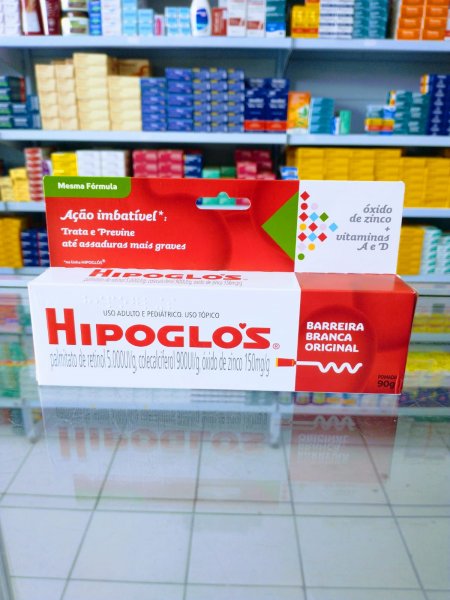 Mesma Fórmula
Ação imbatível*
Trata e Previne
até assaduras mais graves
óxido
de zinco
+
vitaminas
A e D
HIPOGLÓS
USO ADULTO E PEDIÁTRICO. USO TÓPICO
HIPOGLÓS®
palmitato de retinol 5.000UI/g, colecalciferol 900UI/g, óxido de zinco 150mg/g
BARREIRA
BRANCA
ORIGINAL
POMADA
90g